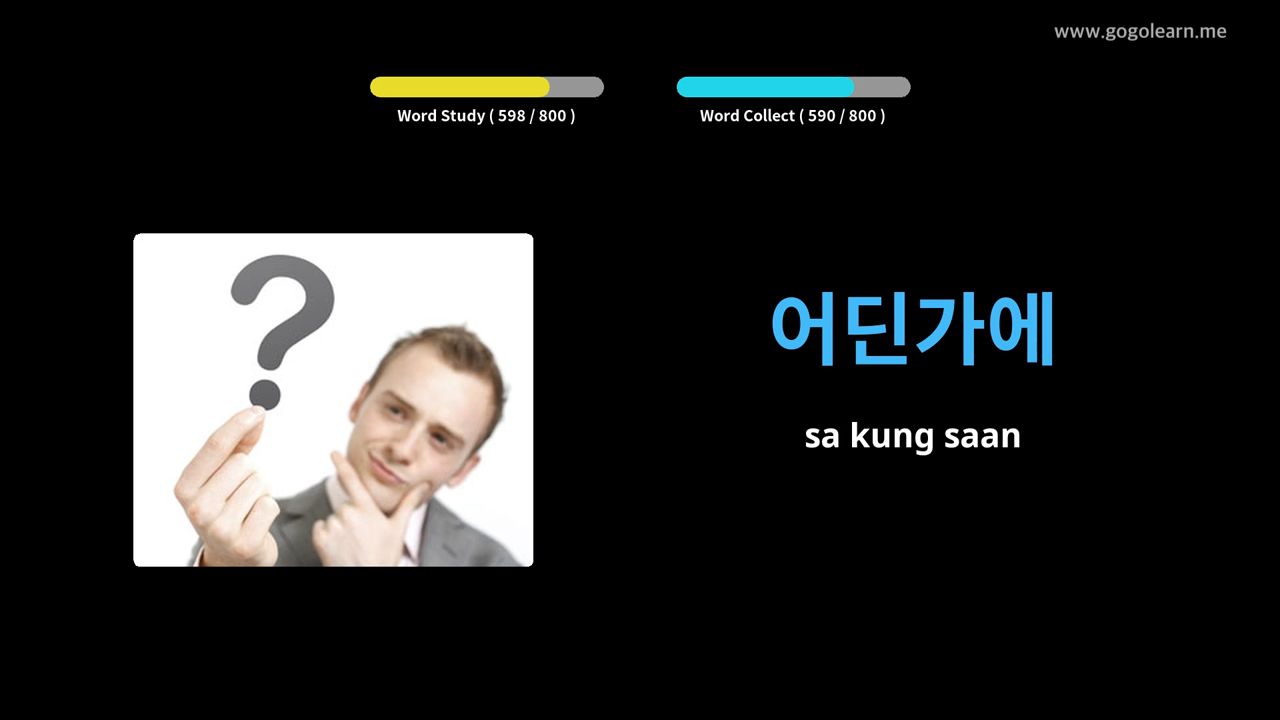 www.gogolearn.me
Word Study ( 598 / 800 )
Word Collect ( 590 / 800 )
어딘가에
sa kung saan